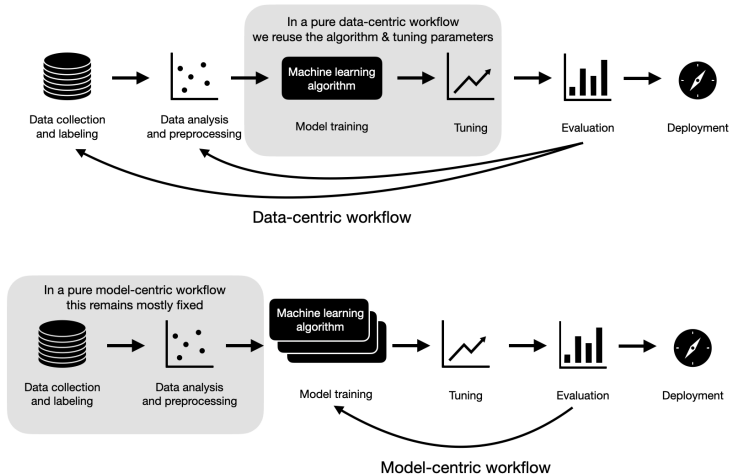 In a pure data-centric workflow
we reuse the algorithm & tuning parameters
Machine learning
algorithm
Data collection
and labeling
Data analysis
and preprocessing
Model training
Tuning
Evaluation
Deployment
Data-centric workflow
In a pure model-centric workflow
this remains mostly fixed
Machine learning
algorithm
Data collection
and labeling
Data analysis
and preprocessing
Model training
Tuning
Evaluation
Deployment
Model-centric workflow